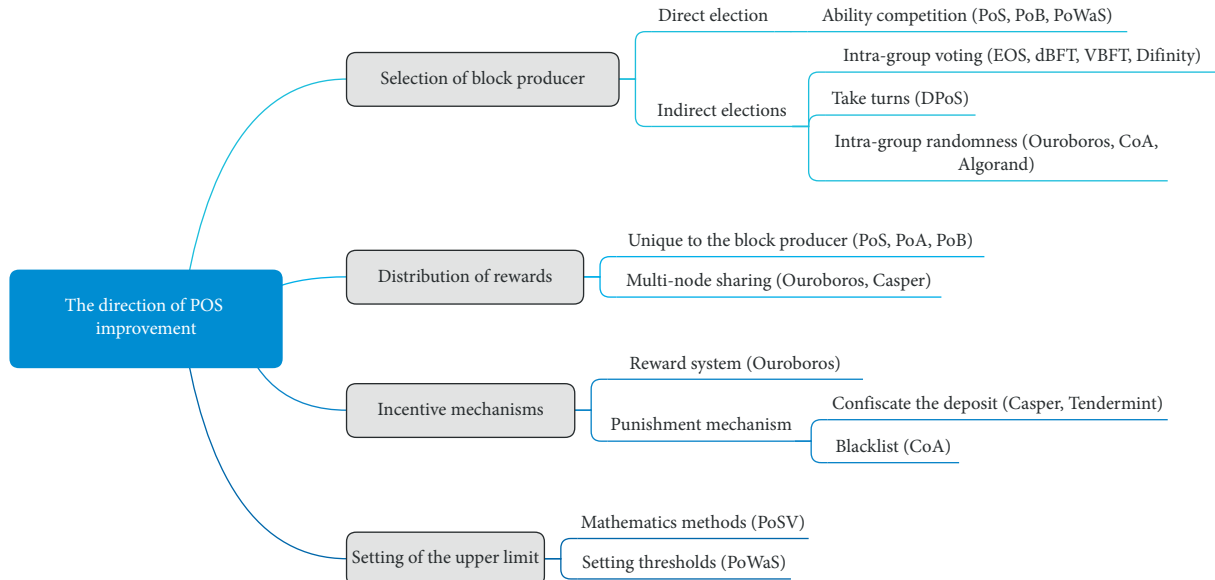 The direction of POS
improvement
Selection of block producer
Direct election
Ability competition (PoS, PoB, PoWaS)
Indirect elections
Intra-group voting (EOS, dBFT, VBFT, Difinity)
Take turns (DPoS)
Intra-group randomness (Ouroboros, CoA,
Algorand)
Distribution of rewards
Unique to the block producer (PoS, PoA, PoB)
Multi-node sharing (Ouroboros, Casper)
Incentive mechanisms
Reward system (Ouroboros)
Punishment mechanism
Confiscate the deposit (Casper, Tendermint)
Blacklist (CoA)
Setting of the upper limit
Mathematics methods (PoSV)
Setting thresholds (PoWaS)